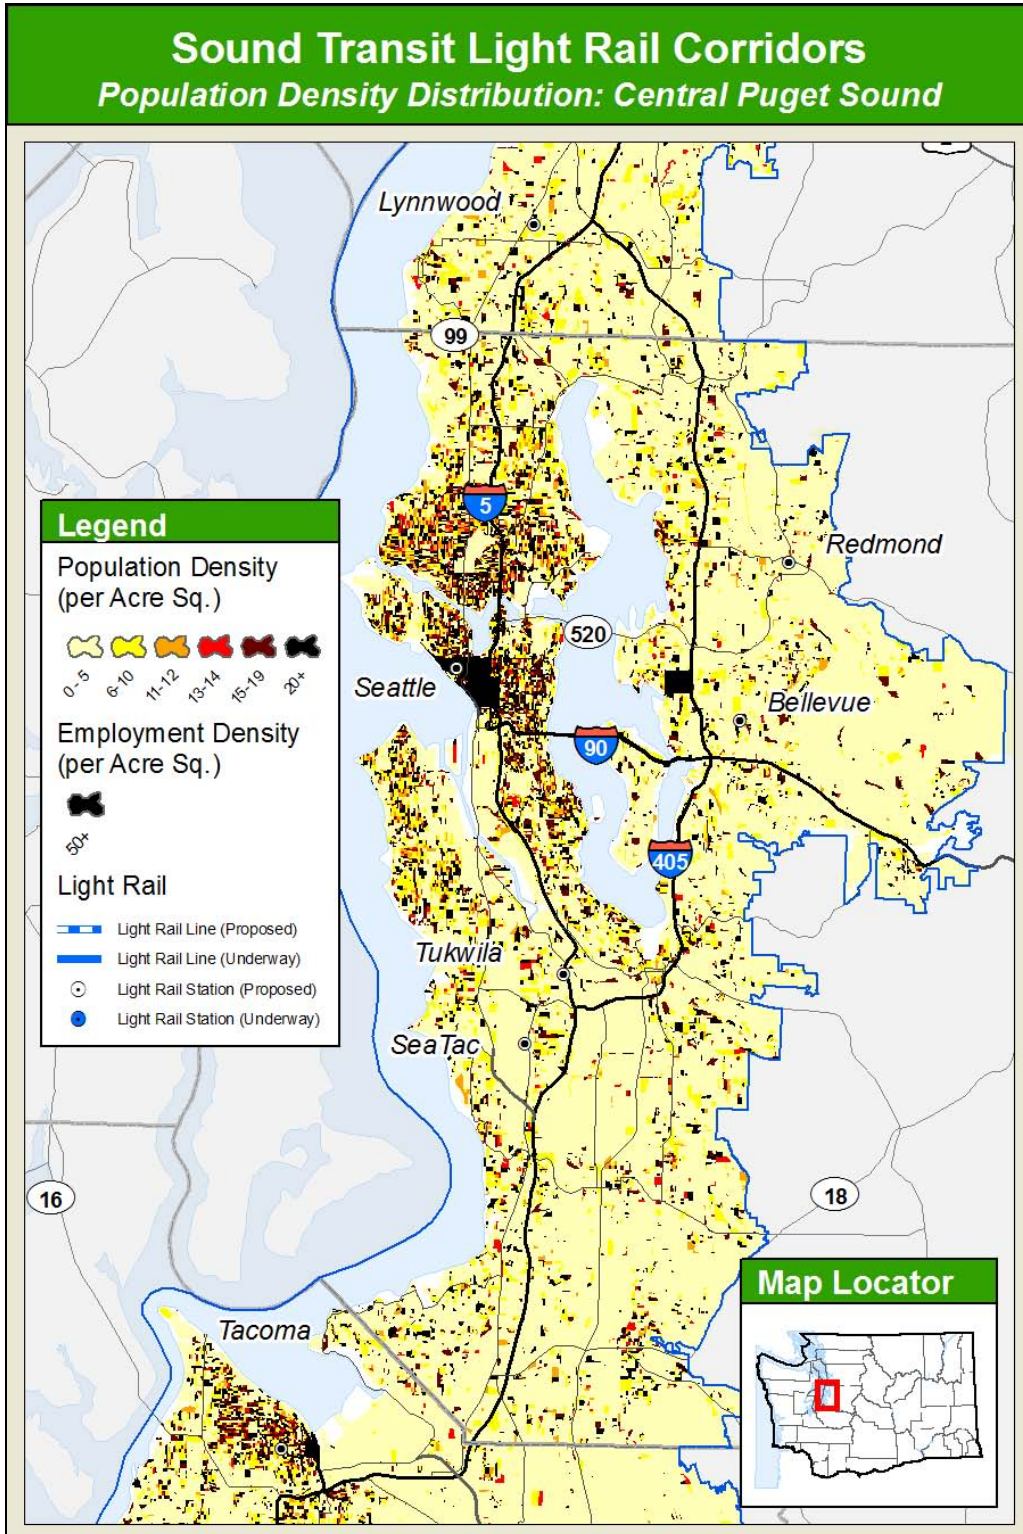 Sound Transit Light Rail Corridors
Population Density Distribution: Central Puget Sound
Lynnwood
99
5
Redmond
520
Seattle
Bellevue
90
405
Tukwila
SeaTac
16
18
Tacoma
Legend
Population Density
(per Acre Sq.)
0 - 5
6-10
11-12
13-14
15-19
20+
Employment Density
(per Acre Sq.)
50+
Light Rail
Light Rail Line (Proposed)
Light Rail Line (Underway)
Light Rail Station (Proposed)
Light Rail Station (Underway)
Map Locator